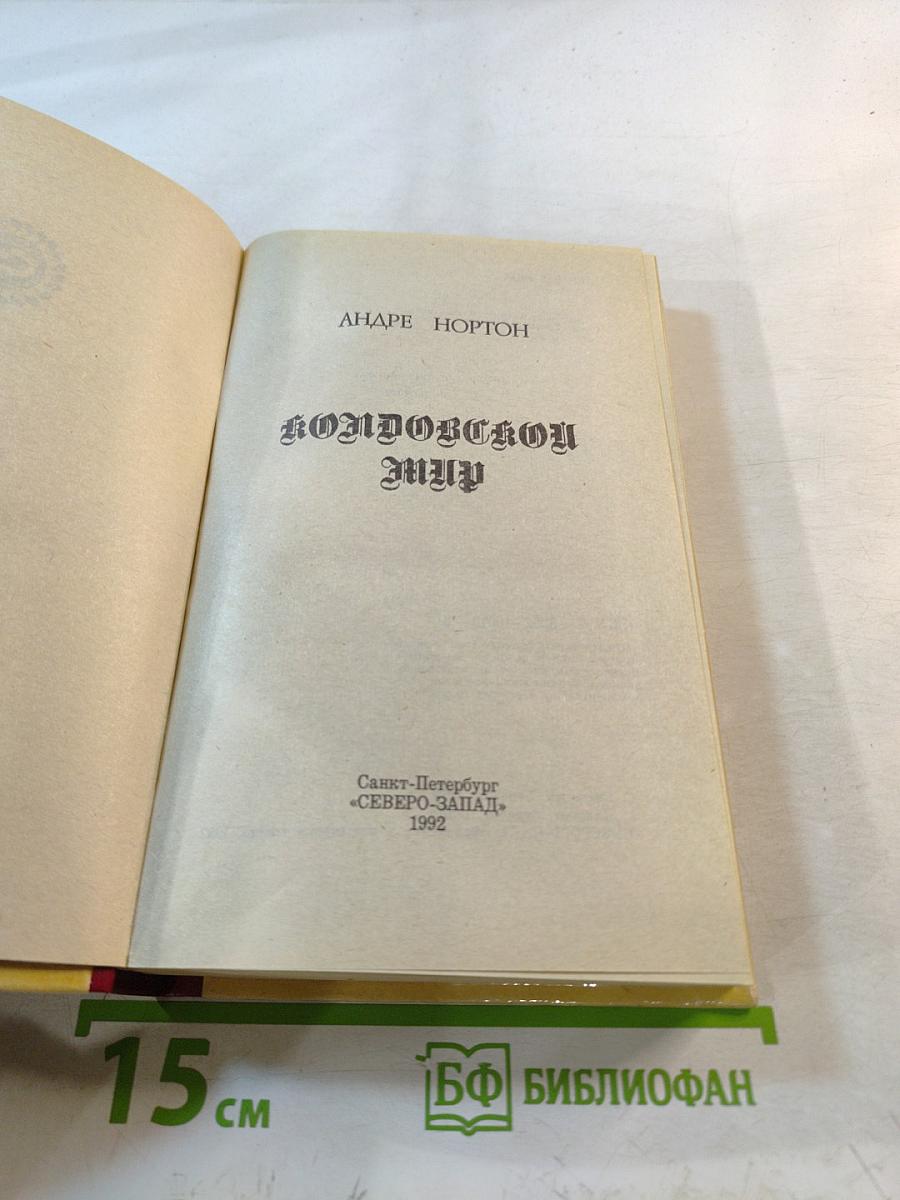 АНДРЕ НОРТОН
КОЛДОВСКОЙ
МИР
Санкт-Петербург
«СЕВЕРО-ЗАПАД»
1992
15 см
БФ БИБЛИОФАН